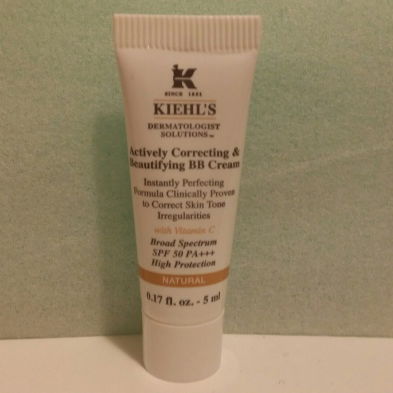 K
SINCE 1851
KIEHL'S
DERMATOLOGIST
SOLUTIONS™
Actively Correcting &
Beautifying BB Cream
Instantly Perfecting
Formula Clinically Proven
to Correct Skin Tone
Irregularities
with Vitamin C
Broad Spectrum
SPF 50 PA+++
High Protection
NATURAL
0.17 fl. oz. - 5 ml